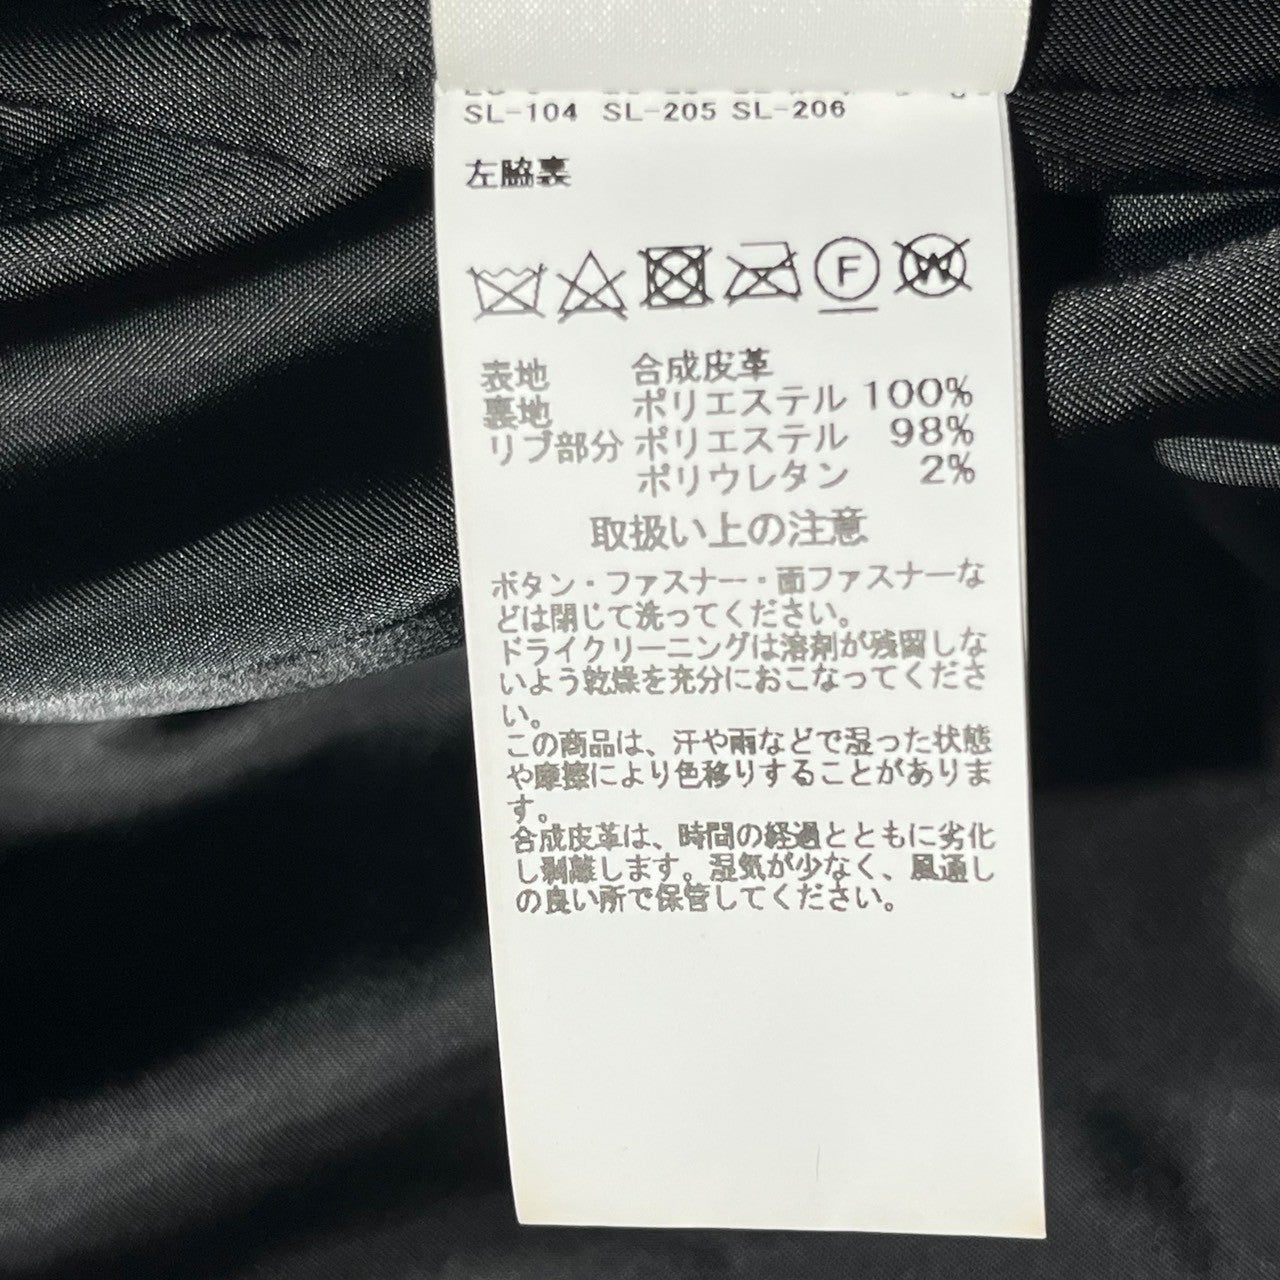 SL-104 SL-205 SL-206
左脇裏
F W
表地 合成皮革
裏地 ポリエステル 100%
リブ部分 ポリエステル 98%
ポリウレタン 2%
取扱い上の注意
ボタン・ファスナー・面ファスナーな
どは閉じて洗ってください。
ドライクリーニングは溶剤が残留しな
いよう乾燥を充分におこなってくださ
い。
この商品は、汗や雨などで湿った状態
や摩擦により色移りすることがありま
す。
合成皮革は、時間の経過とともに劣化
し剥離します。湿気が少なく、風通し
の良い所で保管してください。